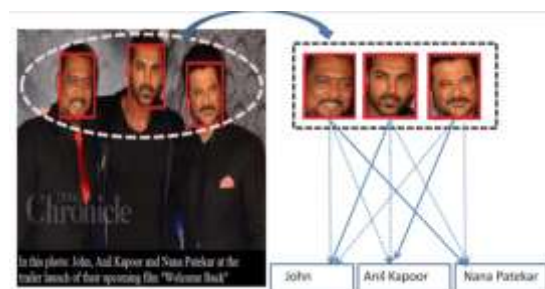 Chronicle
In this photo: John, Anil Kapoor and Nana Patekar at the
trailer launch of their upcoming film "Welcome Back"
John
Anil Kapoor
Nana Patekar